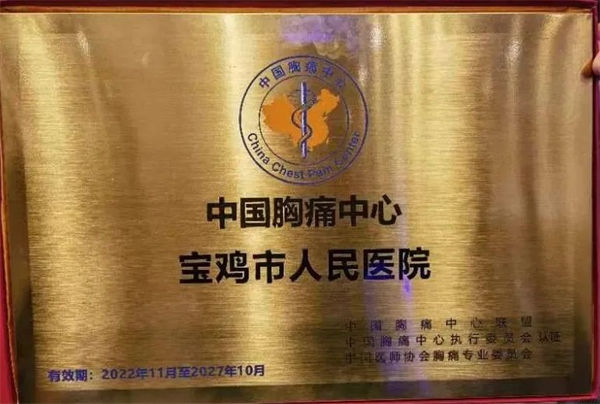 中国胸痛中心
China Chest Pain Center
中国胸痛中心
宝鸡市人民医院
中国胸痛中心联盟
中国胸痛中心执行委员会 认证
中国医师协会胸痛专业委员会
有效期：2022年11月至2027年10月